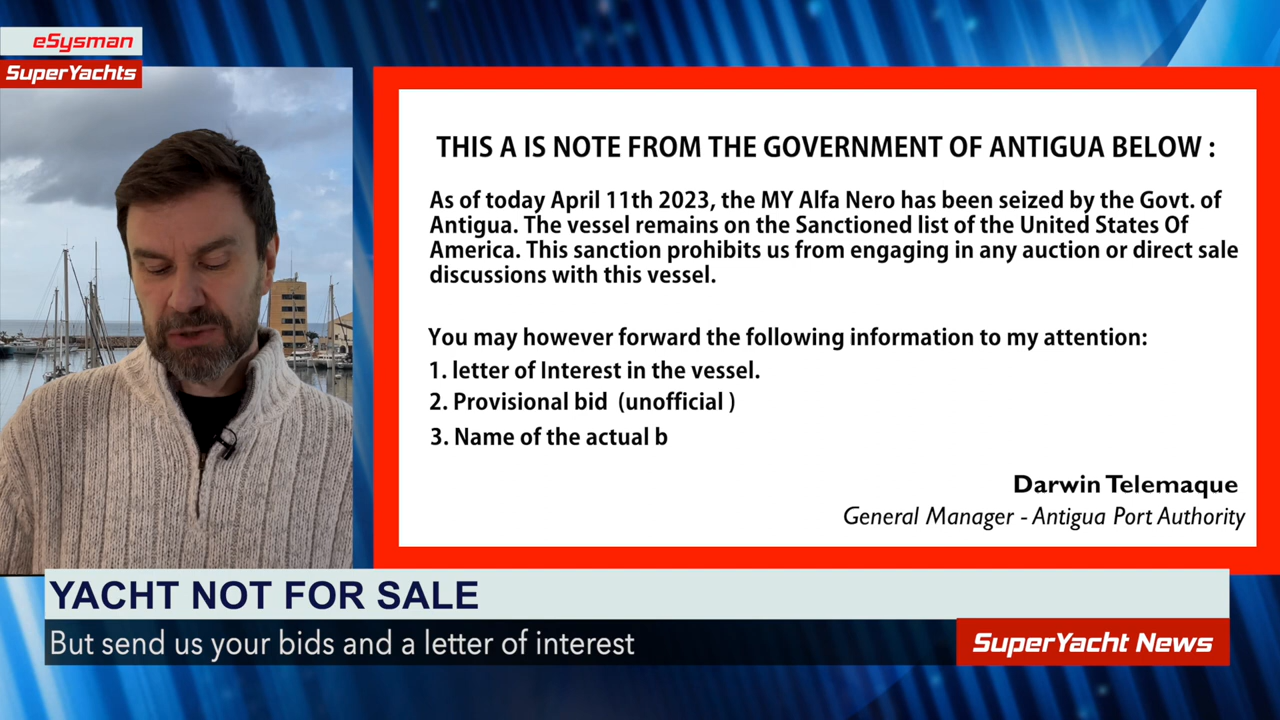 eSysman
SuperYachts
THIS A IS NOTE FROM THE GOVERNMENT OF ANTIGUA BELOW :
As of today April 11th 2023, the MY Alfa Nero has been seized by the Govt. of
Antigua. The vessel remains on the Sanctioned list of the United States Of
America. This sanction prohibits us from engaging in any auction or direct sale
discussions with this vessel.
You may however forward the following information to my attention:
1. letter of Interest in the vessel.
2. Provisional bid (unofficial )
3. Name of the actual b
Darwin Telemaque
General Manager - Antigua Port Authority
YACHT NOT FOR SALE
But send us your bids and a letter of interest
SuperYacht News